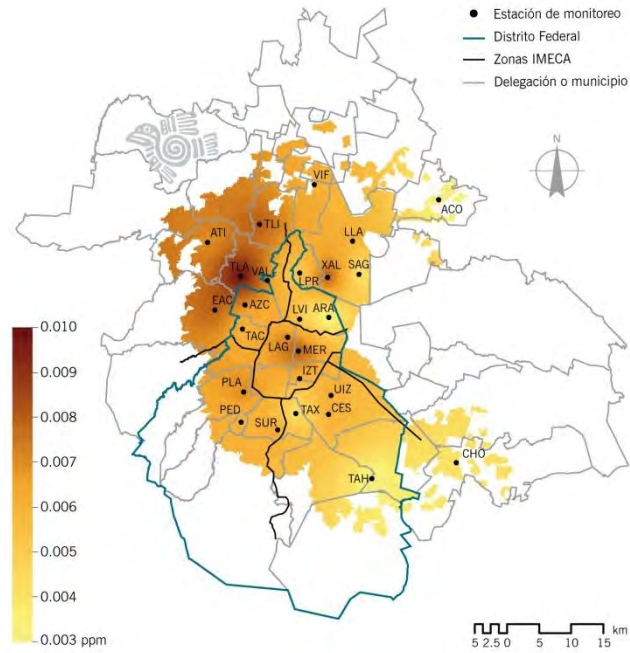 Estación de monitoreo
Distrito Federal
Zonas IMECA
Delegación o municipio
N
VIF
ACO
ATI
TLI
LLA
TLA
VAL
LPR
XAL
SAG
EAC
AZC
LVI
ARA
TAC
LAG
MER
IZT
PLA
UIZ
PED
SUR
TAX
CES
CHO
TAH
0.010
0.009
0.008
0.007
0.006
0.005
0.004
0.003 ppm
km
5 2.5 0 5 10 15